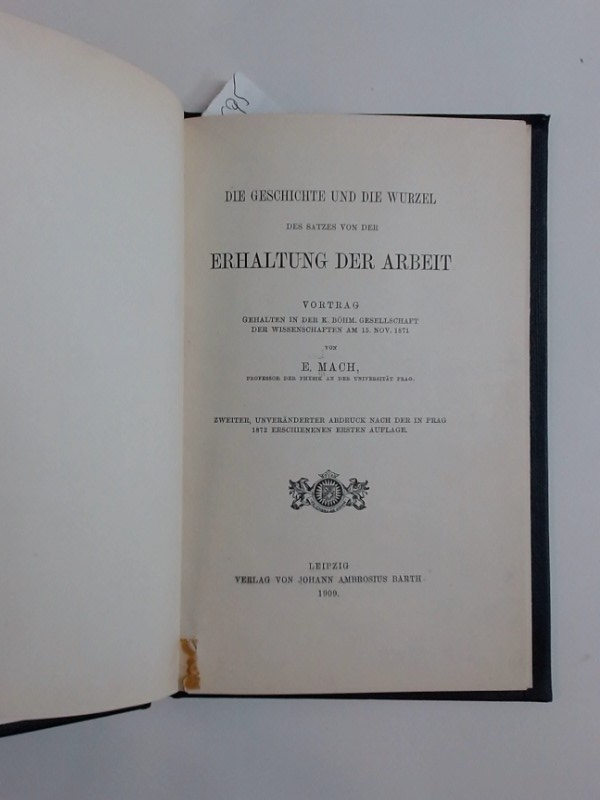 DIE GESCHICHTE UND DIE WURZEL
DES SATZES VON DER
ERHALTUNG DER ARBEIT
VORTRAG
GEHALTEN IN DER K. BÖHM. GESELLSCHAFT
DER WISSENSCHAFTEN AM 15. NOV. 1871
VON
E. MACH,
PROFESSOR DER PHYSIK AN DER UNIVERSITÄT PRAG.
ZWEITER, UNVERÄNDERTER ABDRUCK NACH DER IN PRAG
1872 ERSCHIENENEN ERSTEN AUFLAGE.
LEIPZIG
VERLAG VON JOHANN AMBROSIUS BARTH
1909.